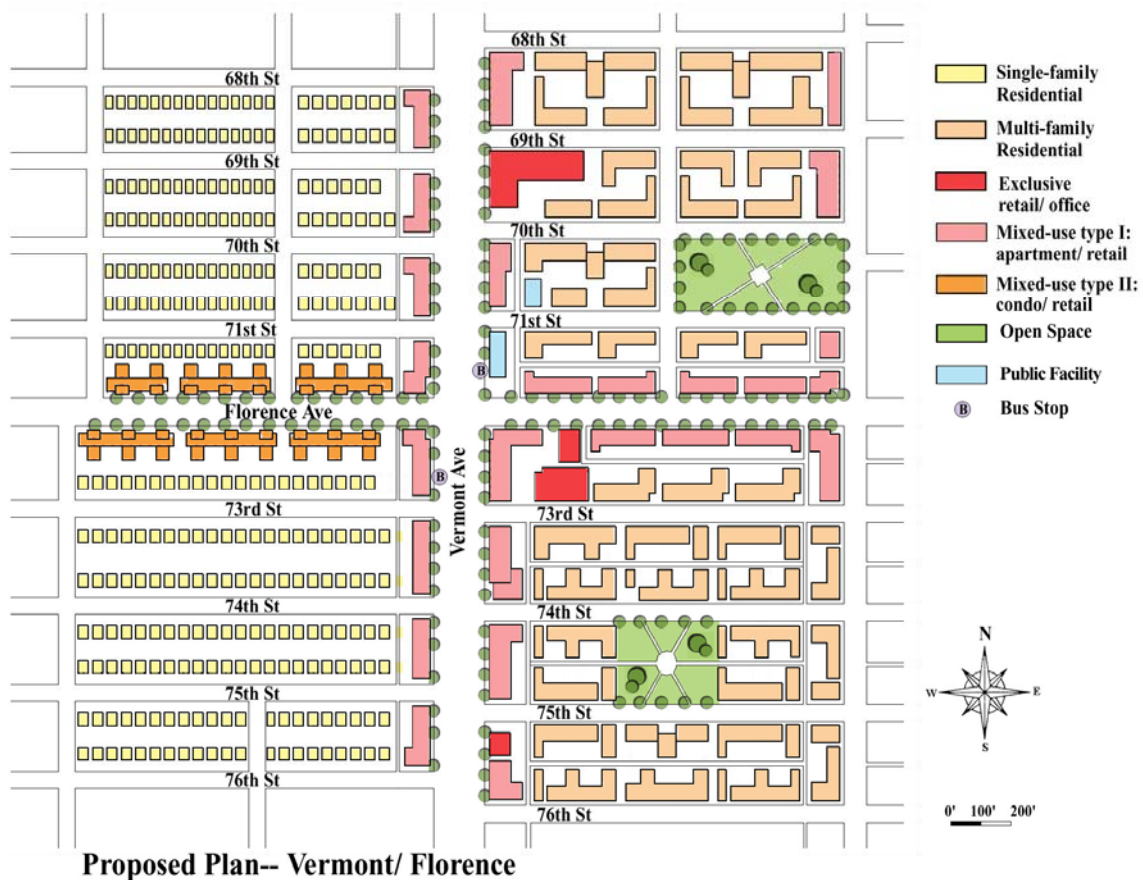 68th St
69th St
70th St
71st St
Florence Ave
73rd St
74th St
75th St
76th St
Vermont Ave
B
B
68th St
69th St
70th St
71st St
73rd St
74th St
75th St
76th St
Single-family
Residential
Multi-family
Residential
Exclusive
retail/ office
Mixed-use type I:
apartment/ retail
Mixed-use type II:
condo/ retail
Open Space
Public Facility
B Bus Stop
N
W E
S
0' 100' 200'
Proposed Plan-- Vermont/ Florence